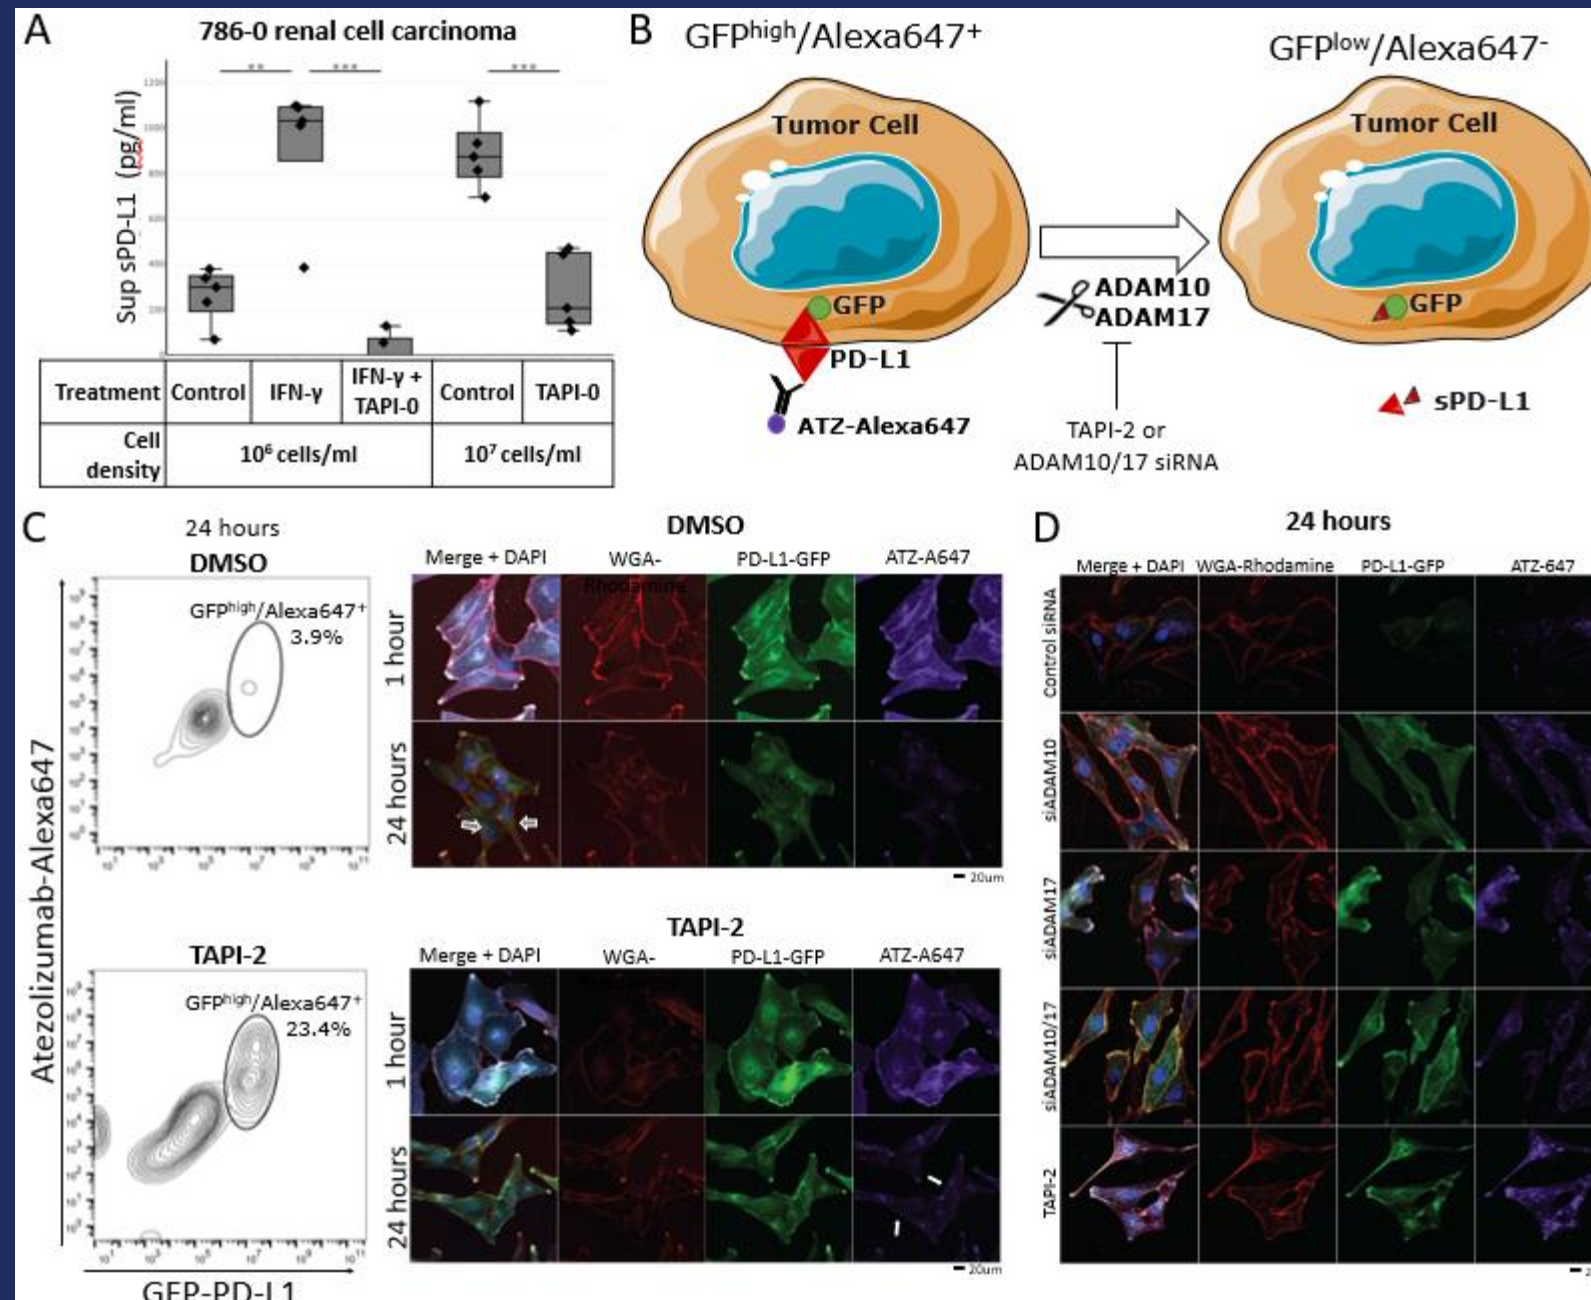 A
786-0 renal cell carcinoma
** *** ***
Sup sPD-L1 (pg/ml)
1200
1000
800
600
400
200
Treatment Control IFN-γ IFN-γ + TAPI-0 Control TAPI-0
Cell density 10⁶ cells/ml 10⁷ cells/ml
B
GFPhigh/Alexa647+
GFPlow/Alexa647-
Tumor Cell
Tumor Cell
GFP
PD-L1
ATZ-Alexa647
ADAM10
ADAM17
TAPI-2 or
ADAM10/17 siRNA
GFP
sPD-L1
C
24 hours
DMSO
GFPhigh/Alexa647+
3.9%
Atezolizumab-Alexa647
TAPI-2
GFPhigh/Alexa647+
23.4%
GFP-PD-L1
DMSO
Merge + DAPI WGA-Rhodamine PD-L1-GFP ATZ-A647
1 hour
24 hours
20um
TAPI-2
Merge + DAPI WGA- PD-L1-GFP ATZ-A647
1 hour
24 hours
20um
D
24 hours
Merge + DAPI WGA-Rhodamine PD-L1-GFP ATZ-647
Control siRNA
siADAM10
siADAM17
siADAM10/17
TAPI-2